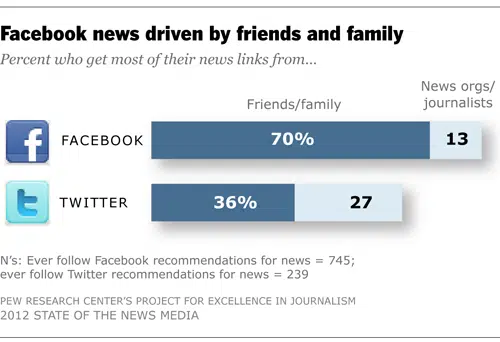 Facebook news driven by friends and family
Percent who get most of their news links from...
Friends/family
News orgs/
journalists
f
FACEBOOK
70%
13
t
TWITTER
36%
27
N's: Ever follow Facebook recommendations for news = 745;
ever follow Twitter recommendations for news = 239
PEW RESEARCH CENTER'S PROJECT FOR EXCELLENCE IN JOURNALISM
2012 STATE OF THE NEWS MEDIA